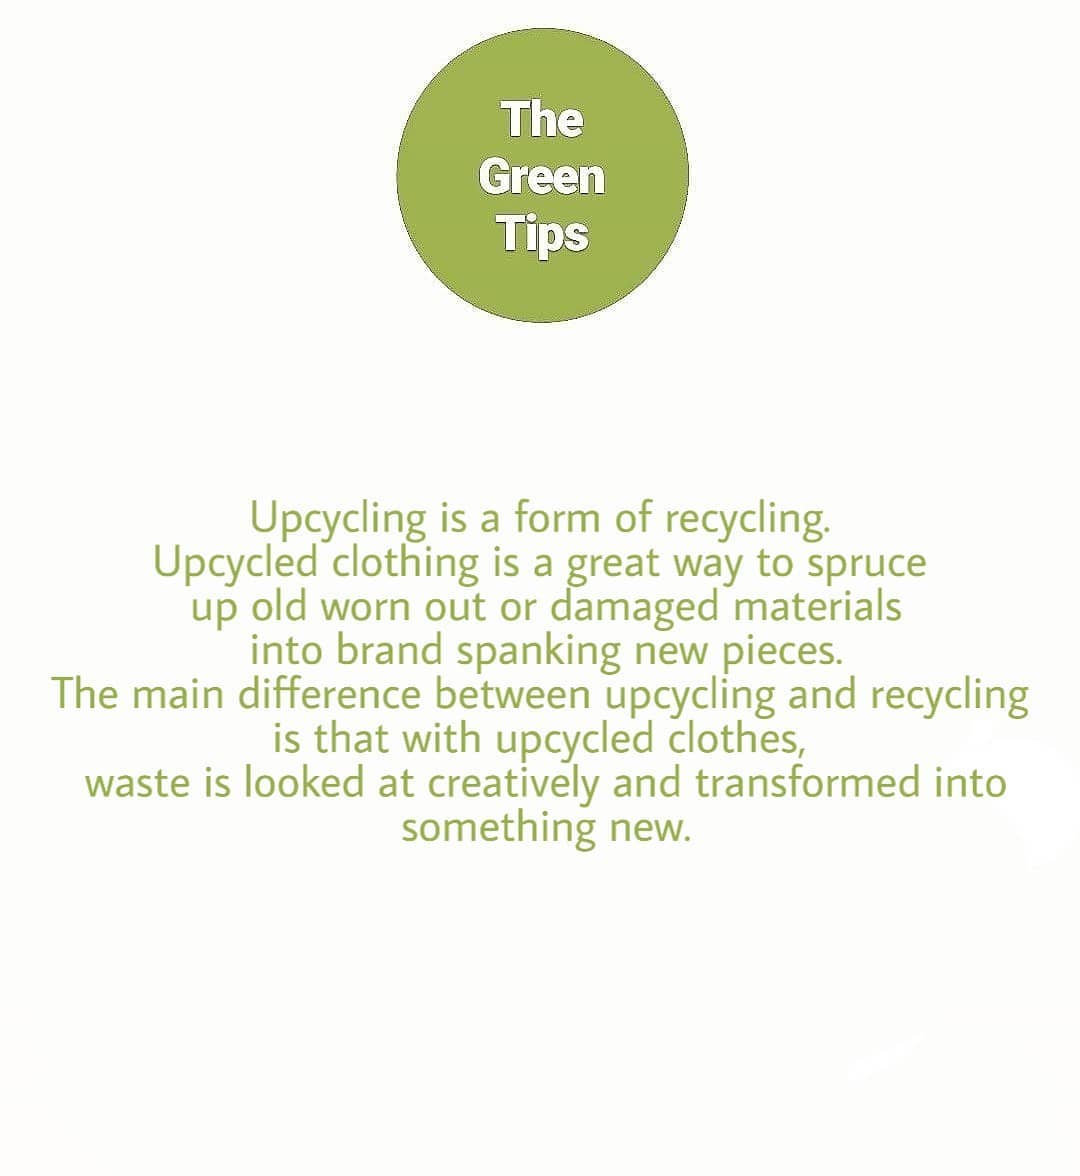 The
Green
Tips
Upcycling is a form of recycling.
Upcycled clothing is a great way to spruce
up old worn out or damaged materials
into brand spanking new pieces.
The main difference between upcycling and recycling
is that with upcycled clothes,
waste is looked at creatively and transformed into
something new.